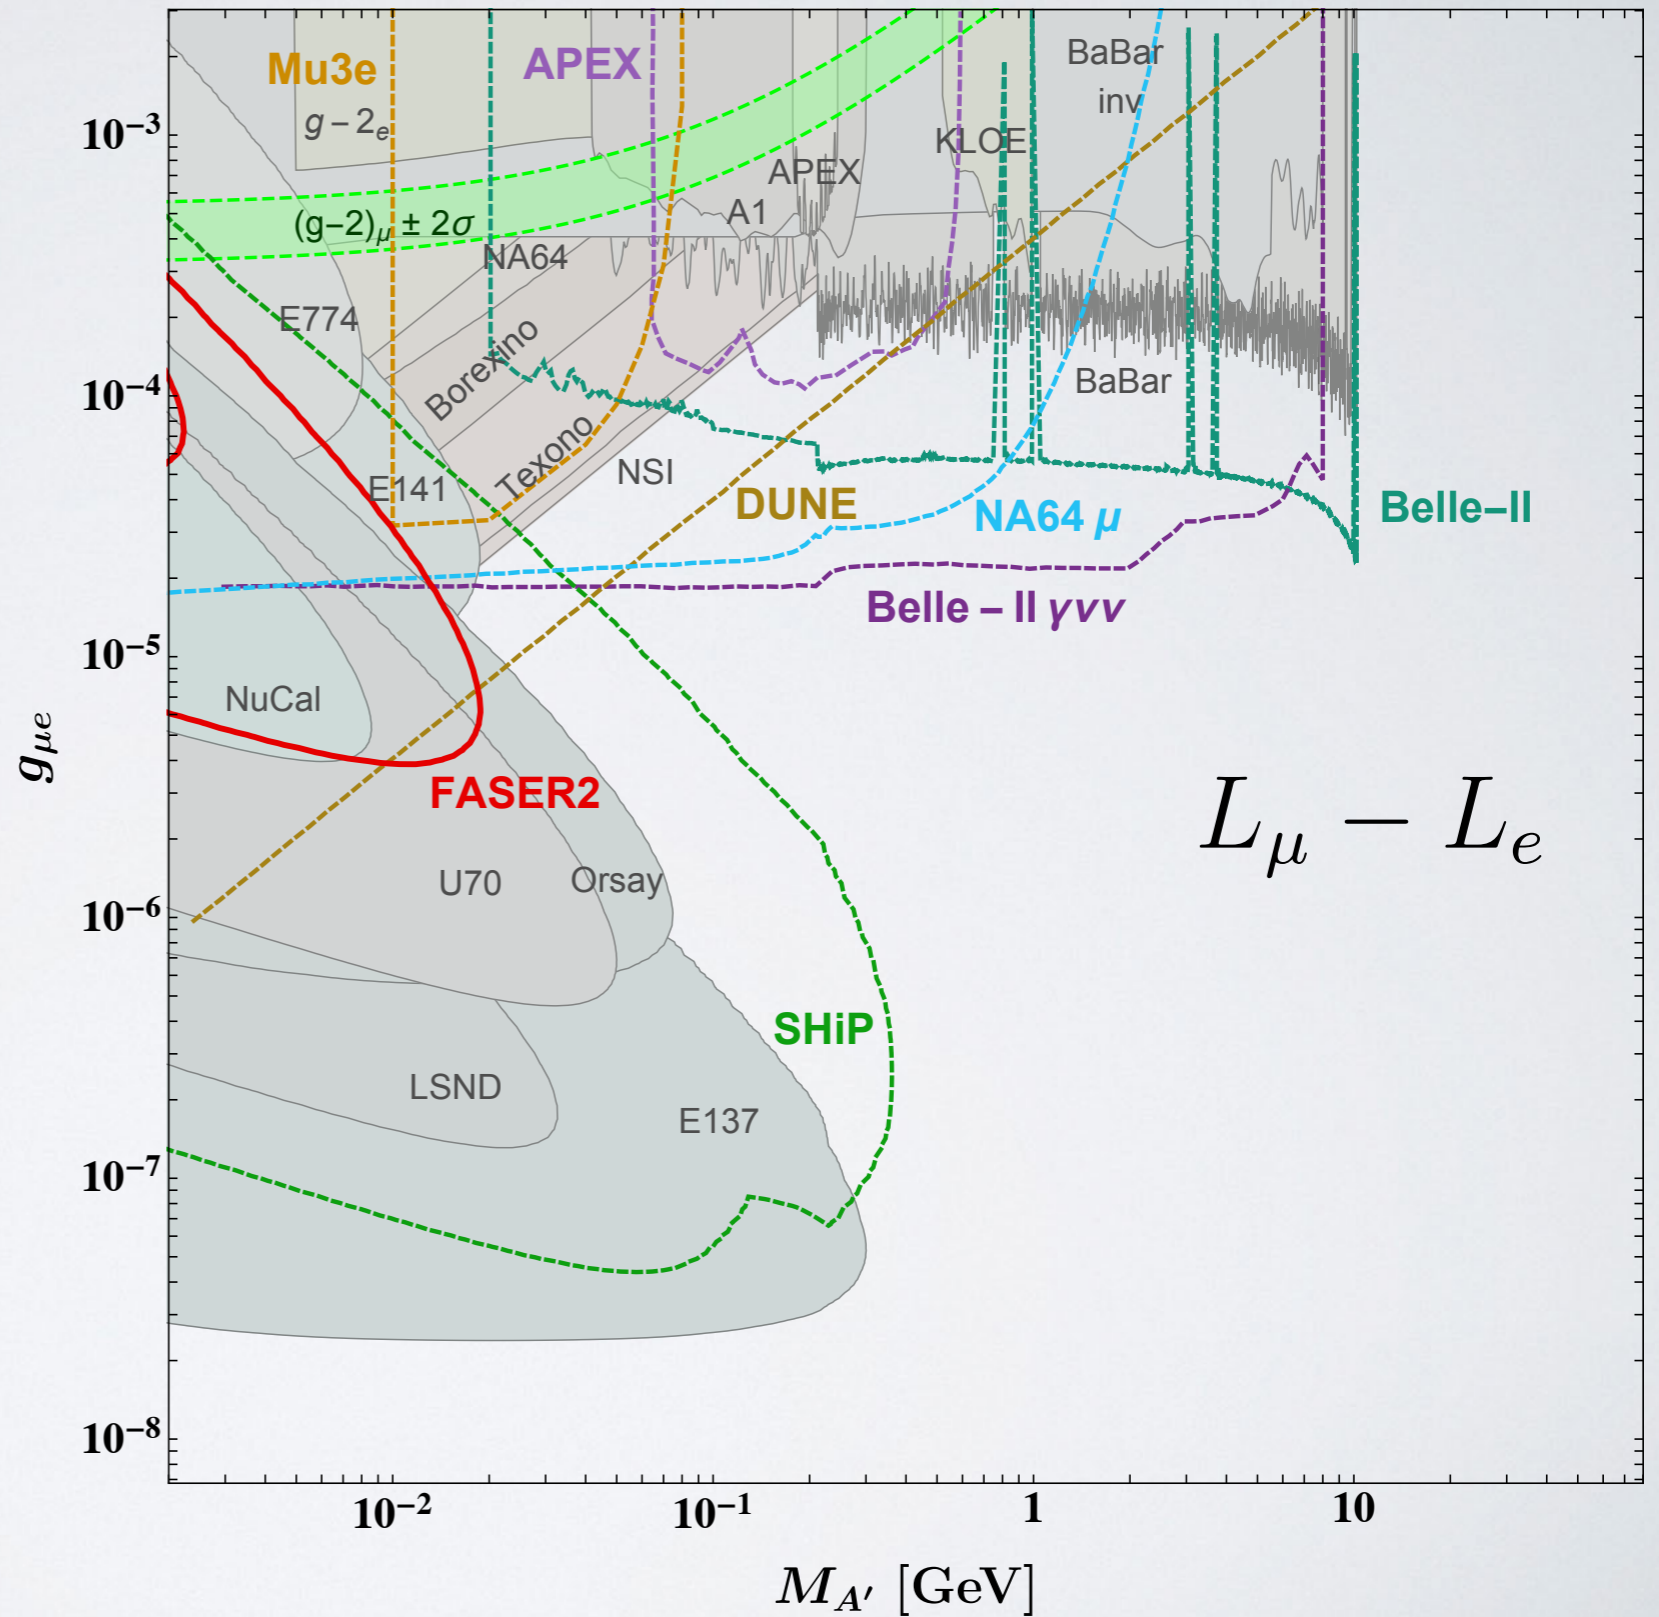 Mu3e
APEX
BaBar
inv
g − 2e
10−3
KLOE
APEX
A1
(g−2)μ ± 2σ
NA64
E774
Borexino
10−4
BaBar
Texono
NSI
E141
DUNE
NA64 μ
Belle−II
Belle − II γνν
10−5
NuCal
gμe
FASER2
Lμ − Le
U70
Orsay
10−6
SHiP
LSND
E137
10−7
10−8
10−2
10−1
1
10
MA′ [GeV]